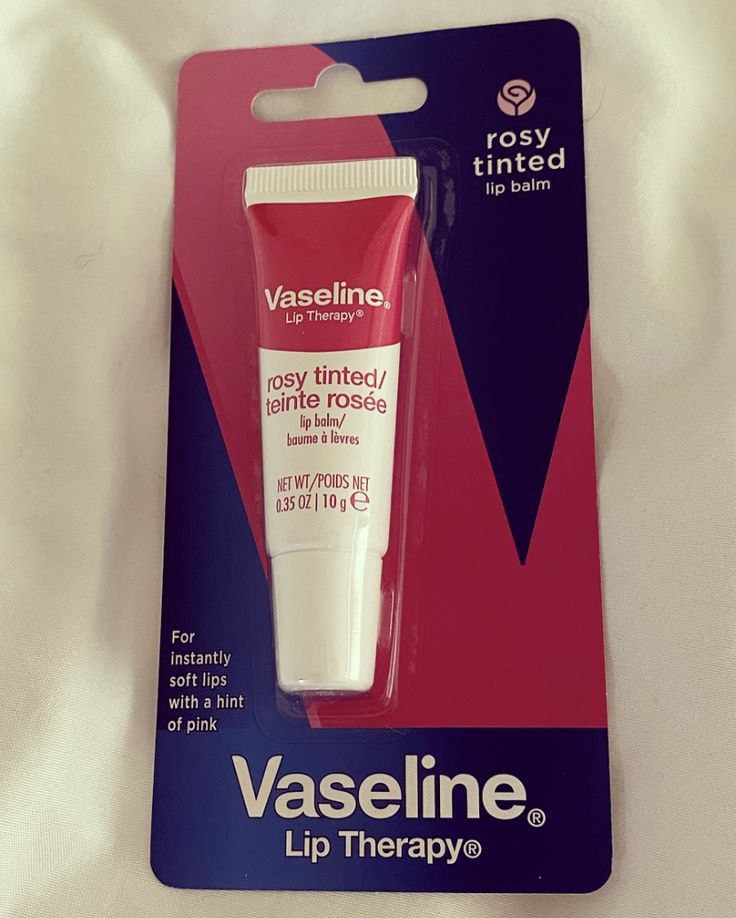 rosy
tinted
lip balm
Vaseline®
Lip Therapy®
rosy tinted/
teinte rosée
lip balm/
baume à lèvres
NET WT/POIDS NET
0.35 OZ | 10 g ℮
For
instantly
soft lips
with a hint
of pink
Vaseline®
Lip Therapy®